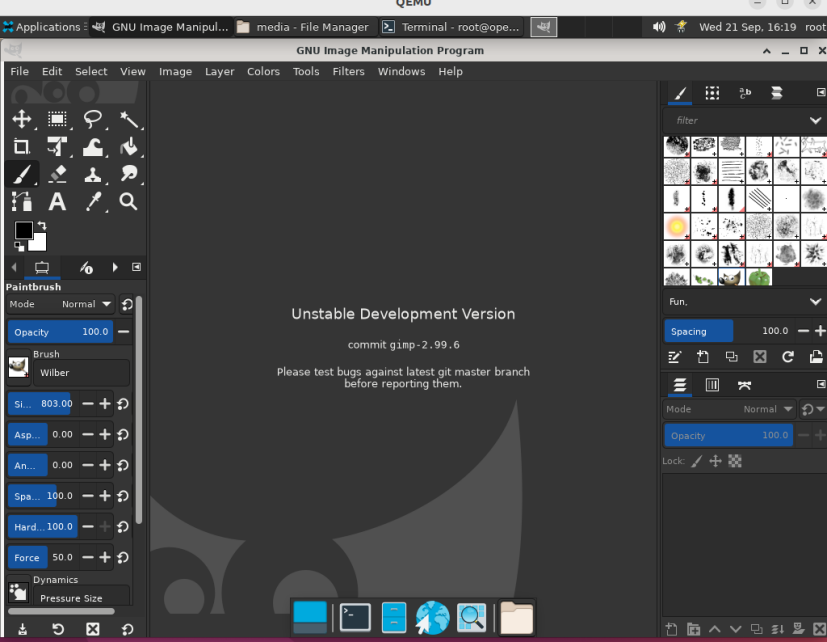 QEMU
Applications
GNU Image Manipul...
media - File Manager
Terminal - root@ope...
Wed 21 Sep, 16:19
root
GNU Image Manipulation Program
File Edit Select View Image Layer Colors Tools Filters Windows Help
filter
Paintbrush
Mode Normal
Opacity 100.0
Brush
Wilber
Si... 803.00
Asp... 0.00
An... 0.00
Spa... 100.0
Hard... 100.0
Force 50.0
Dynamics
Pressure Size
Unstable Development Version
commit gimp-2.99.6
Please test bugs against latest git master branch
before reporting them.
Fun,
Spacing 100.0
Mode Normal
Opacity 100.0
Lock: